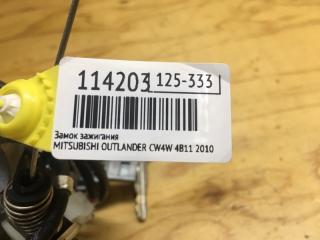 114203 125-333
Замок зажигания
MITSUBISHI OUTLANDER CW4W 4B11 2010